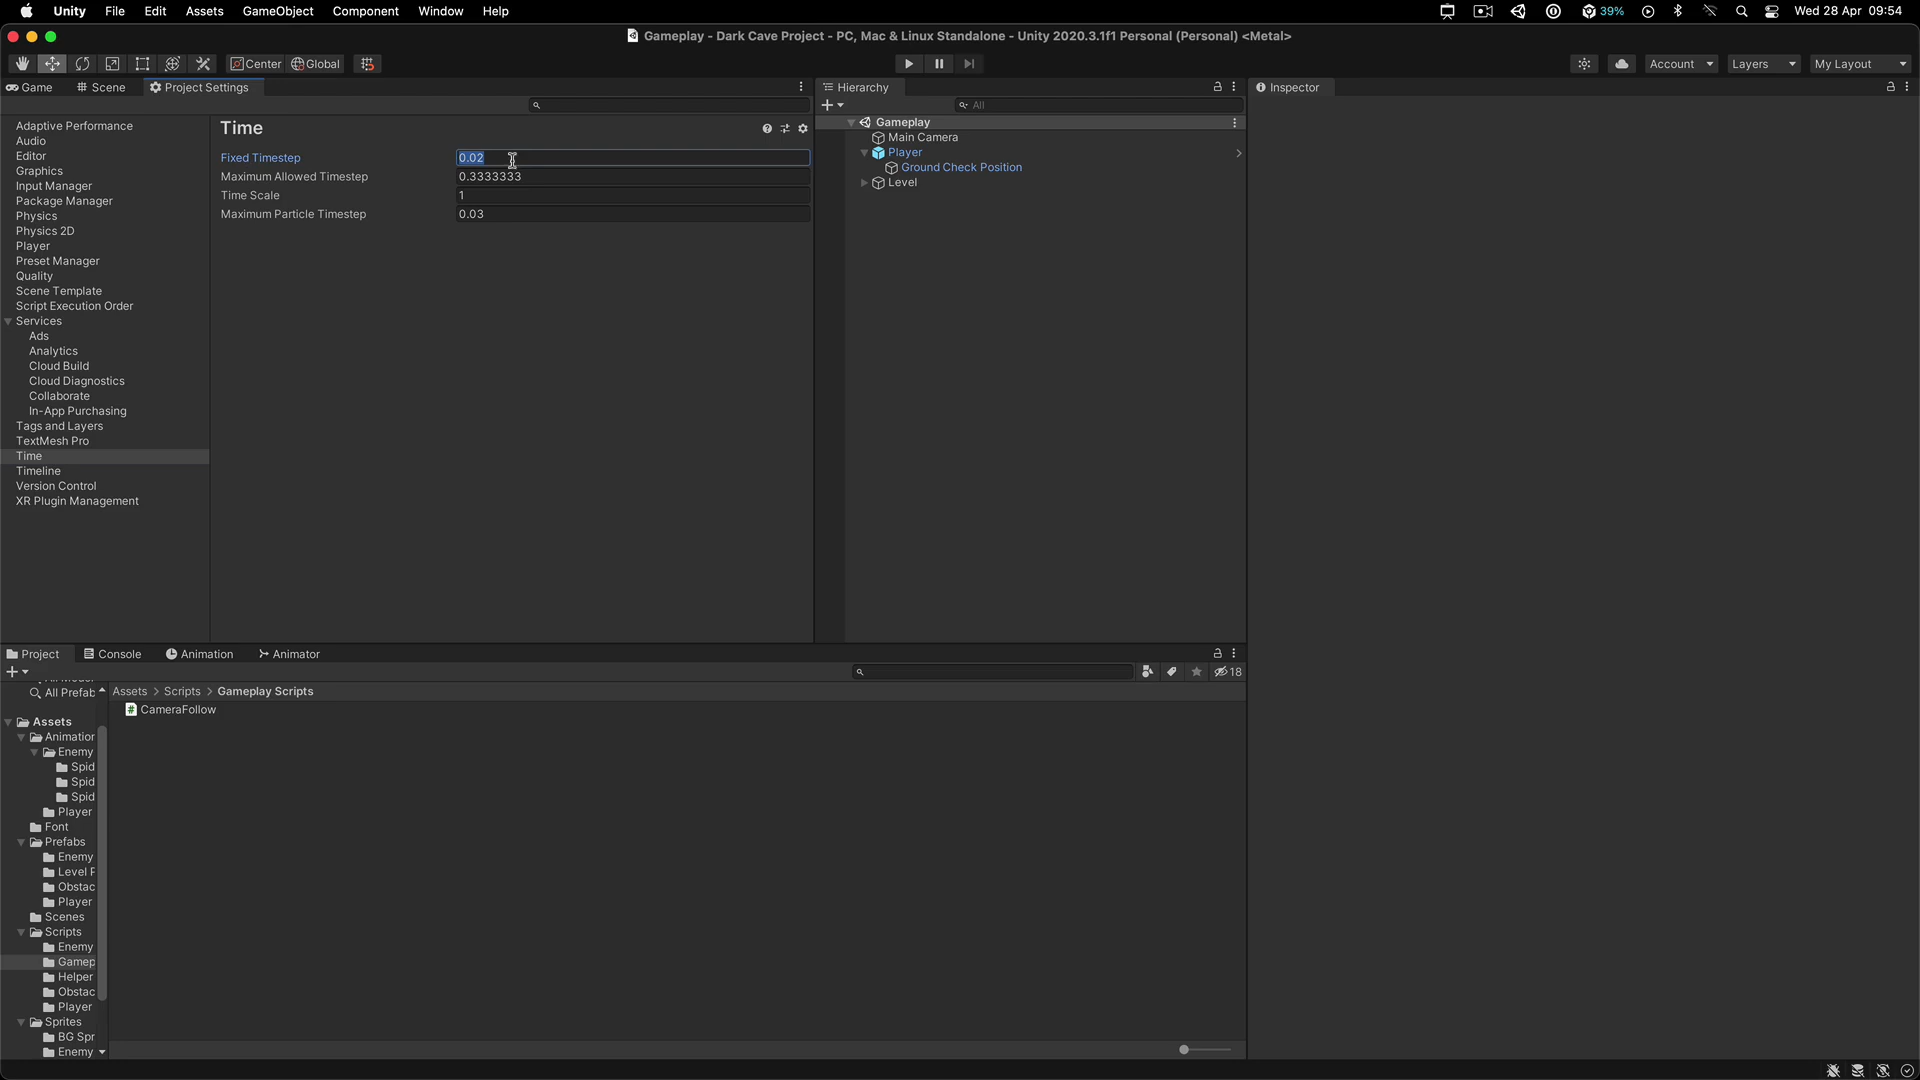 Unity File Edit Assets GameObject Component Window Help 39% Wed 28 Apr 09:54
Gameplay - Dark Cave Project - PC, Mac & Linux Standalone - Unity 2020.3.1f1 Personal (Personal) <Metal>
Center Global Account Layers My Layout
Game Scene Project Settings
Adaptive Performance
Audio
Editor
Graphics
Input Manager
Package Manager
Physics
Physics 2D
Player
Preset Manager
Quality
Scene Template
Script Execution Order
Services
Ads
Analytics
Cloud Build
Cloud Diagnostics
Collaborate
In-App Purchasing
Tags and Layers
TextMesh Pro
Time
Timeline
Version Control
XR Plugin Management
Time
Fixed Timestep 0.02
Maximum Allowed Timestep 0.3333333
Time Scale 1
Maximum Particle Timestep 0.03
Hierarchy
All
Gameplay
Main Camera
Player
Ground Check Position
Level
Inspector
Project Console Animation Animator
18
All Prefab
Assets
Animation
Enemy
Spid
Spid
Spid
Player
Font
Prefabs
Enemy
Level P
Obstac
Player
Scenes
Scripts
Enemy
Gamep
Helper
Obstac
Player
Sprites
BG Spr
Enemy
Assets > Scripts > Gameplay Scripts
CameraFollow